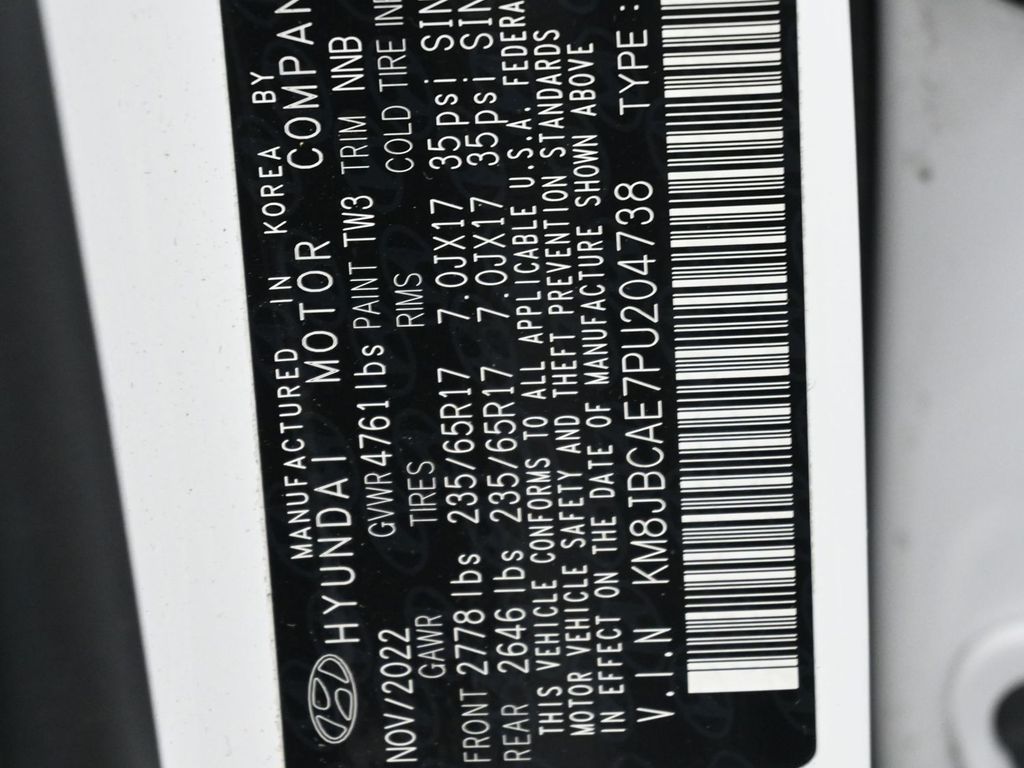 MANUFACTURED IN KOREA BY
HYUNDAI MOTOR COMPAN
NOV/2022 GVWR 4761 lbs PAINT TW3 TRIM NNB
GAWR TIRES RIMS COLD TIRE
FRONT 2778 lbs 235/65R17 7.0JX17 35psi SIN
REAR 2646 lbs 235/65R17 7.0JX17 35psi SIN
THIS VEHICLE CONFORMS TO ALL APPLICABLE U.S.A. FEDERA
MOTOR VEHICLE SAFETY AND THEFT PREVENTION STANDARDS
IN EFFECT ON THE DATE OF MANUFACTURE SHOWN ABOVE
V.I.N KM8JBCAE7PU204738 TYPE: